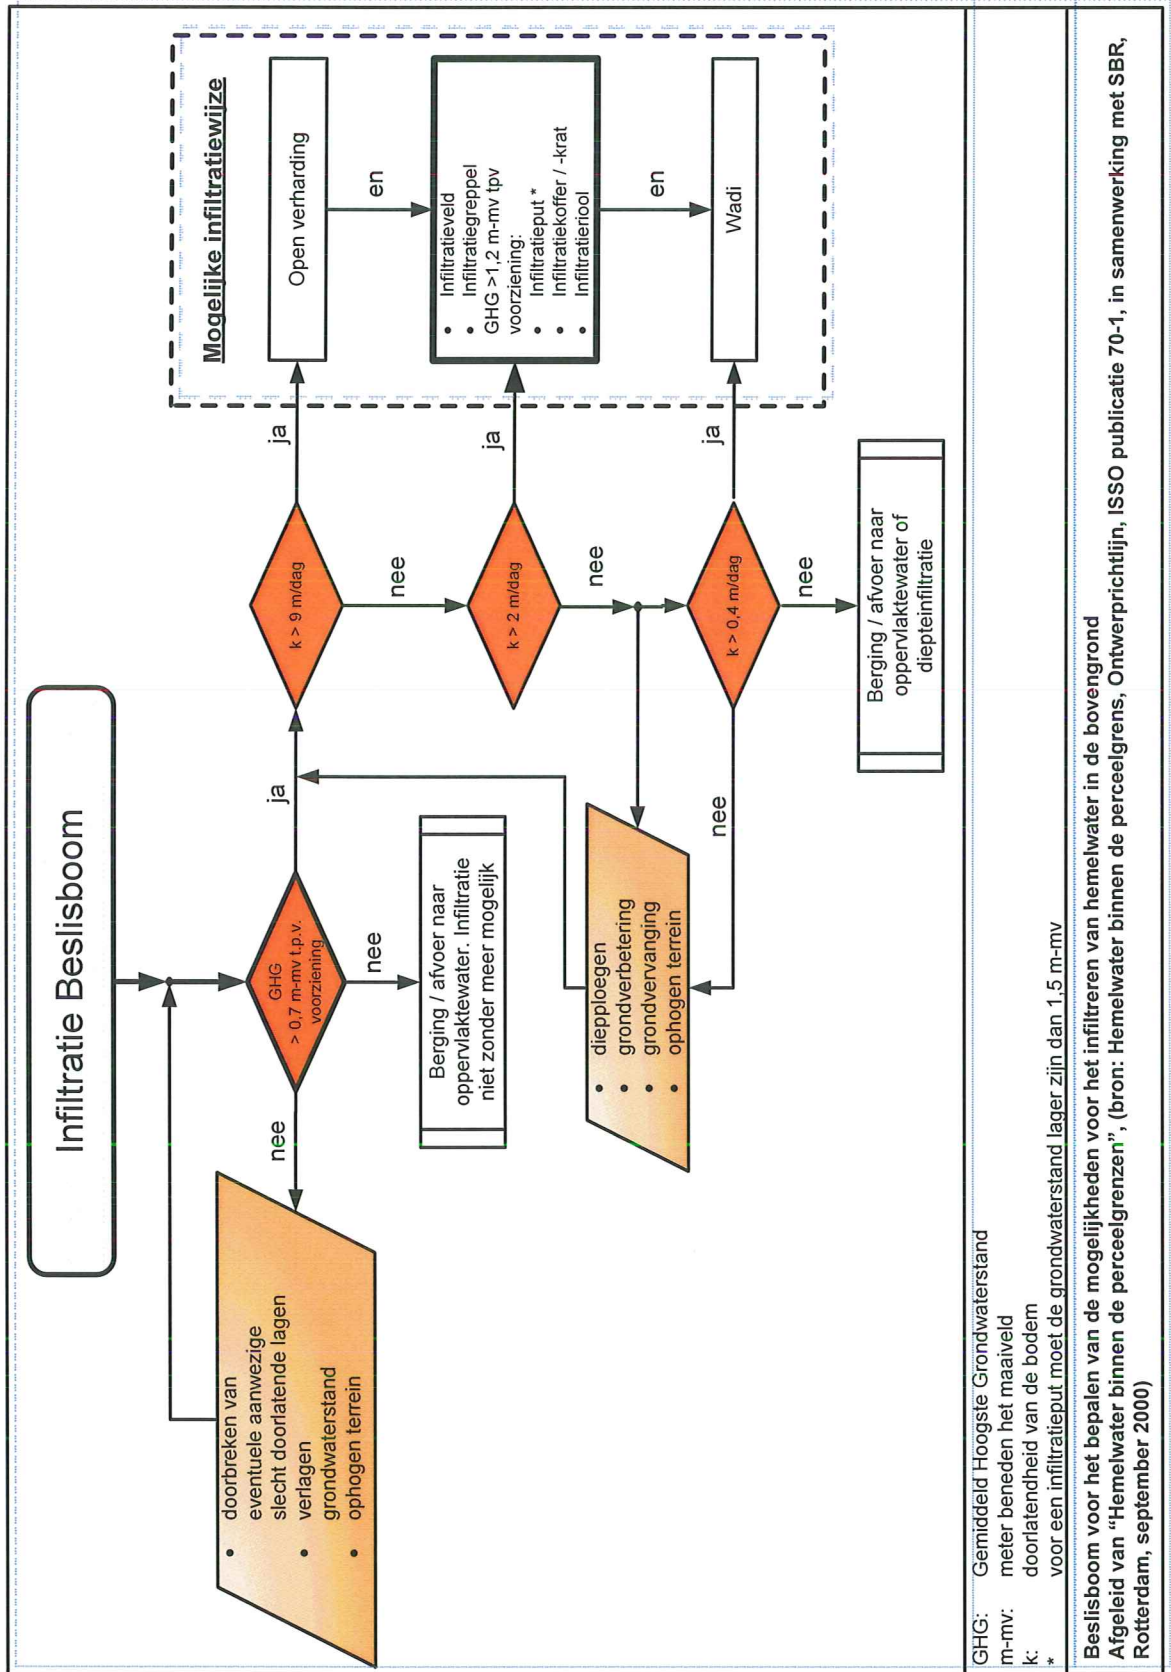 Infiltratie Beslisboom
• doorbreken van
eventuele aanwezige
slecht doorlatende lagen
• verlagen
grondwaterstand
• ophogen terrein
nee
GHG
> 0,7 m-mv t.p.v.
voorziening
ja
nee
Berging / afvoer naar
oppervlaktewater. Infiltratie
niet zonder meer mogelijk
k > 9 m/dag
ja
nee
k > 2 m/dag
ja
nee
k > 0,4 m/dag
ja
nee
nee
• diepploegen
• grondverbetering
• grondvervanging
• ophogen terrein
Berging / afvoer naar
oppervlaktewater of
diepteinfiltratie
Mogelijke infiltratiewijze
Open verharding
en
• Infiltratieveld
• Infiltratiegreppel
GHG >1,2 m-mv tpv
voorziening:
• Infiltratieput *
• Infiltratiekoffer / -krat
• Infiltratieriool
en
Wadi
GHG: Gemiddeld Hoogste Grondwaterstand
m-mv: meter beneden het maaiveld
k: doorlatendheid van de bodem
* voor een infiltratieput moet de grondwaterstand lager zijn dan 1,5 m-mv
Beslisboom voor het bepalen van de mogelijkheden voor het infiltreren van hemelwater in de bovengrond
Afgeleid van “Hemelwater binnen de perceelgrenzen”, (bron: Hemelwater binnen de perceelgrens, Ontwerprichtlijn, ISSO publicatie 70-1, in samenwerking met SBR,
Rotterdam, september 2000)